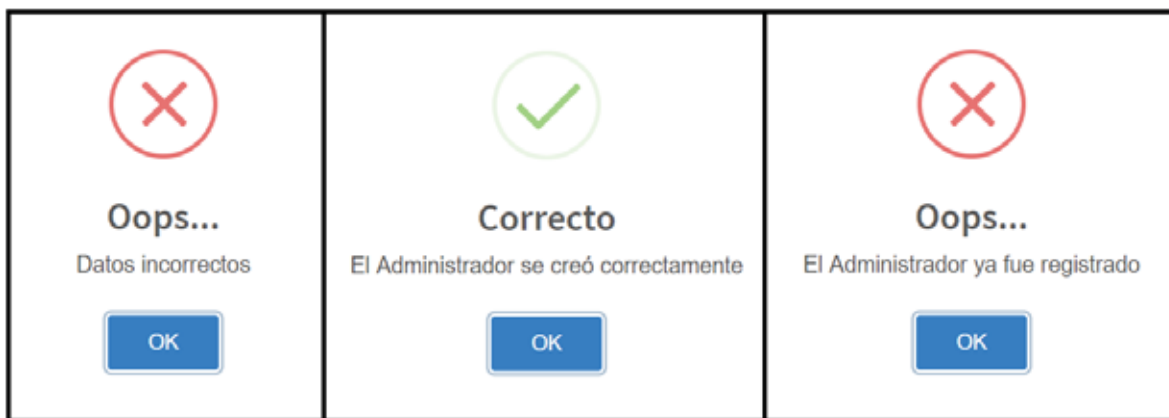 Oops...
Datos incorrectos
OK
Correcto
El Administrador se creó correctamente
OK
Oops...
El Administrador ya fue registrado
OK